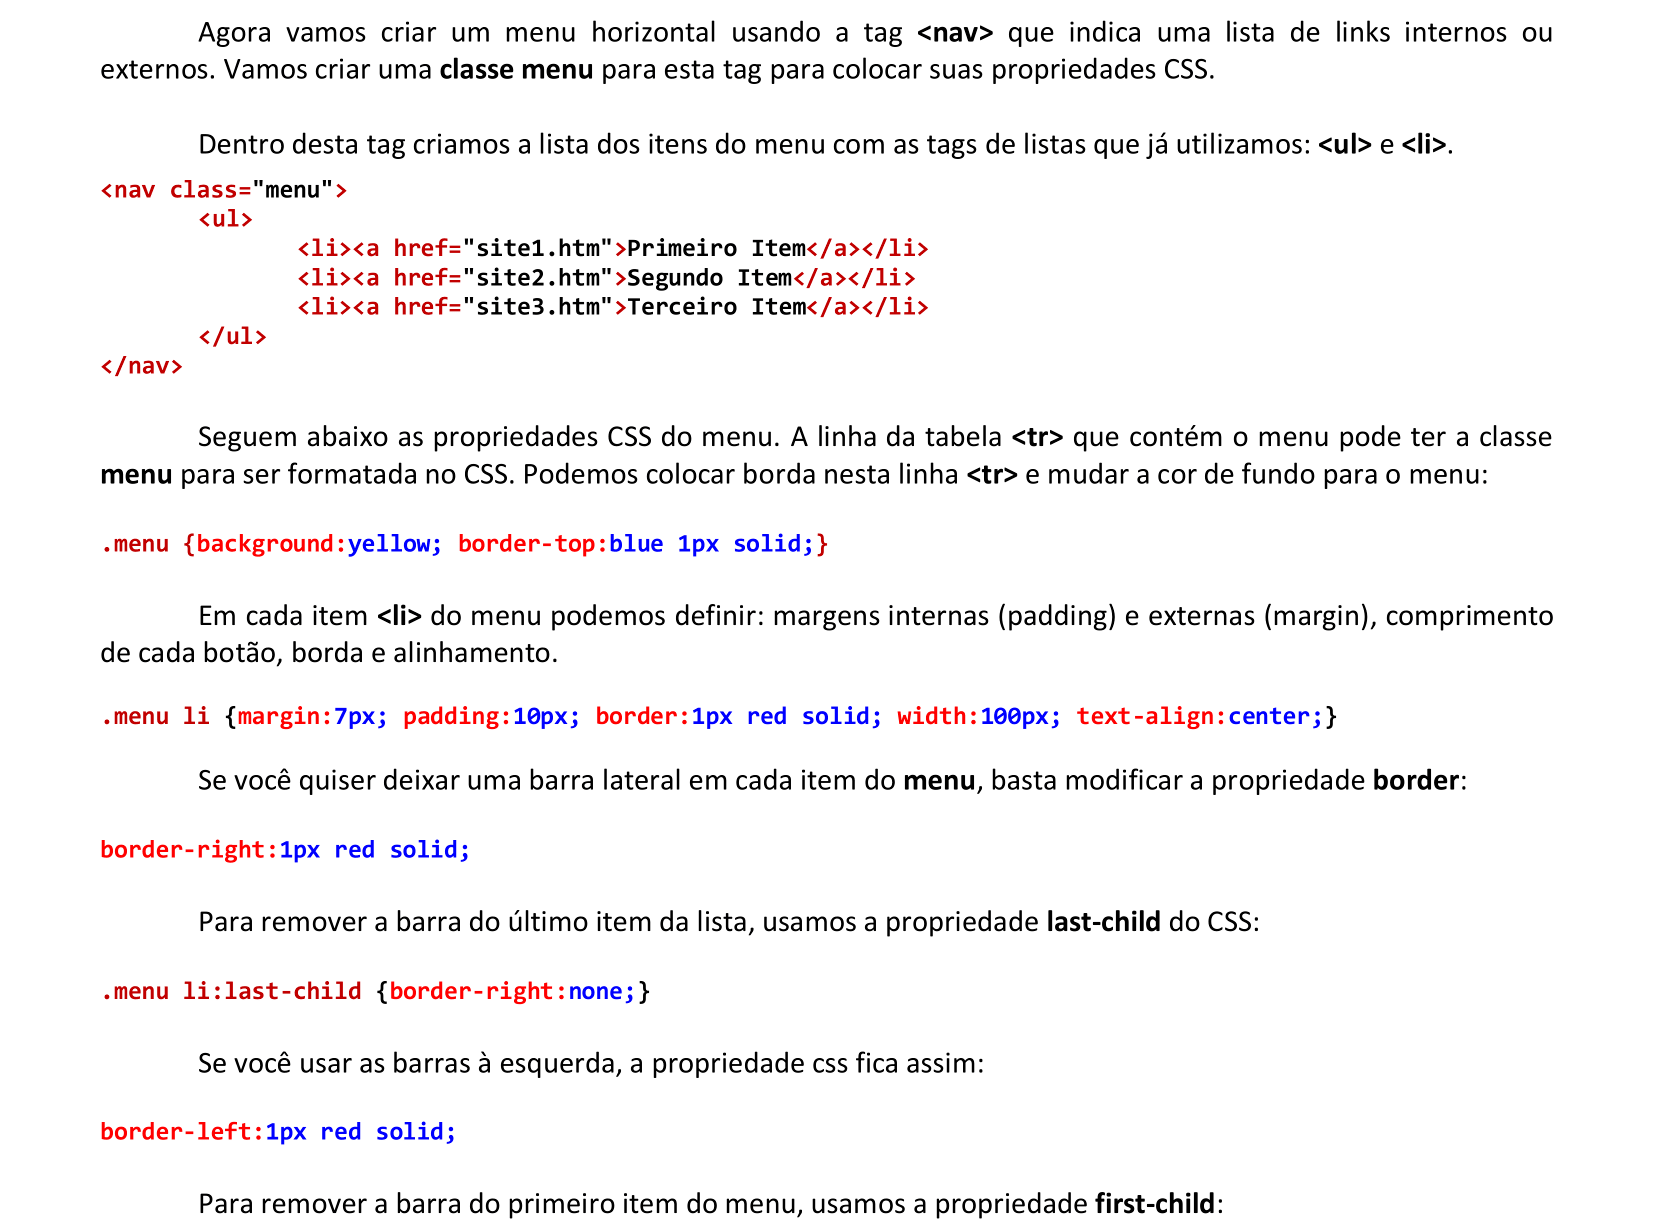 Agora vamos criar um menu horizontal usando a tag <nav> que indica uma lista de links internos ou
externos. Vamos criar uma classe menu para esta tag para colocar suas propriedades CSS.
Dentro desta tag criamos a lista dos itens do menu com as tags de listas que já utilizamos: <ul> e <li>.
<nav class="menu">
<ul>
<li><a href="site1.htm">Primeiro Item</a></li>
<li><a href="site2.htm">Segundo Item</a></li>
<li><a href="site3.htm">Terceiro Item</a></li>
</ul>
</nav>
Seguem abaixo as propriedades CSS do menu. A linha da tabela <tr> que contém o menu pode ter a classe
menu para ser formatada no CSS. Podemos colocar borda nesta linha <tr> e mudar a cor de fundo para o menu:
.menu {background:yellow; border-top:blue 1px solid;}
Em cada item <li> do menu podemos definir: margens internas (padding) e externas (margin), comprimento
de cada botão, borda e alinhamento.
.menu li {margin:7px; padding:10px; border:1px red solid; width:100px; text-align:center;}
Se você quiser deixar uma barra lateral em cada item do menu, basta modificar a propriedade border:
border-right:1px red solid;
Para remover a barra do último item da lista, usamos a propriedade last-child do CSS:
.menu li:last-child {border-right:none;}
Se você usar as barras à esquerda, a propriedade css fica assim:
border-left:1px red solid;
Para remover a barra do primeiro item do menu, usamos a propriedade first-child: